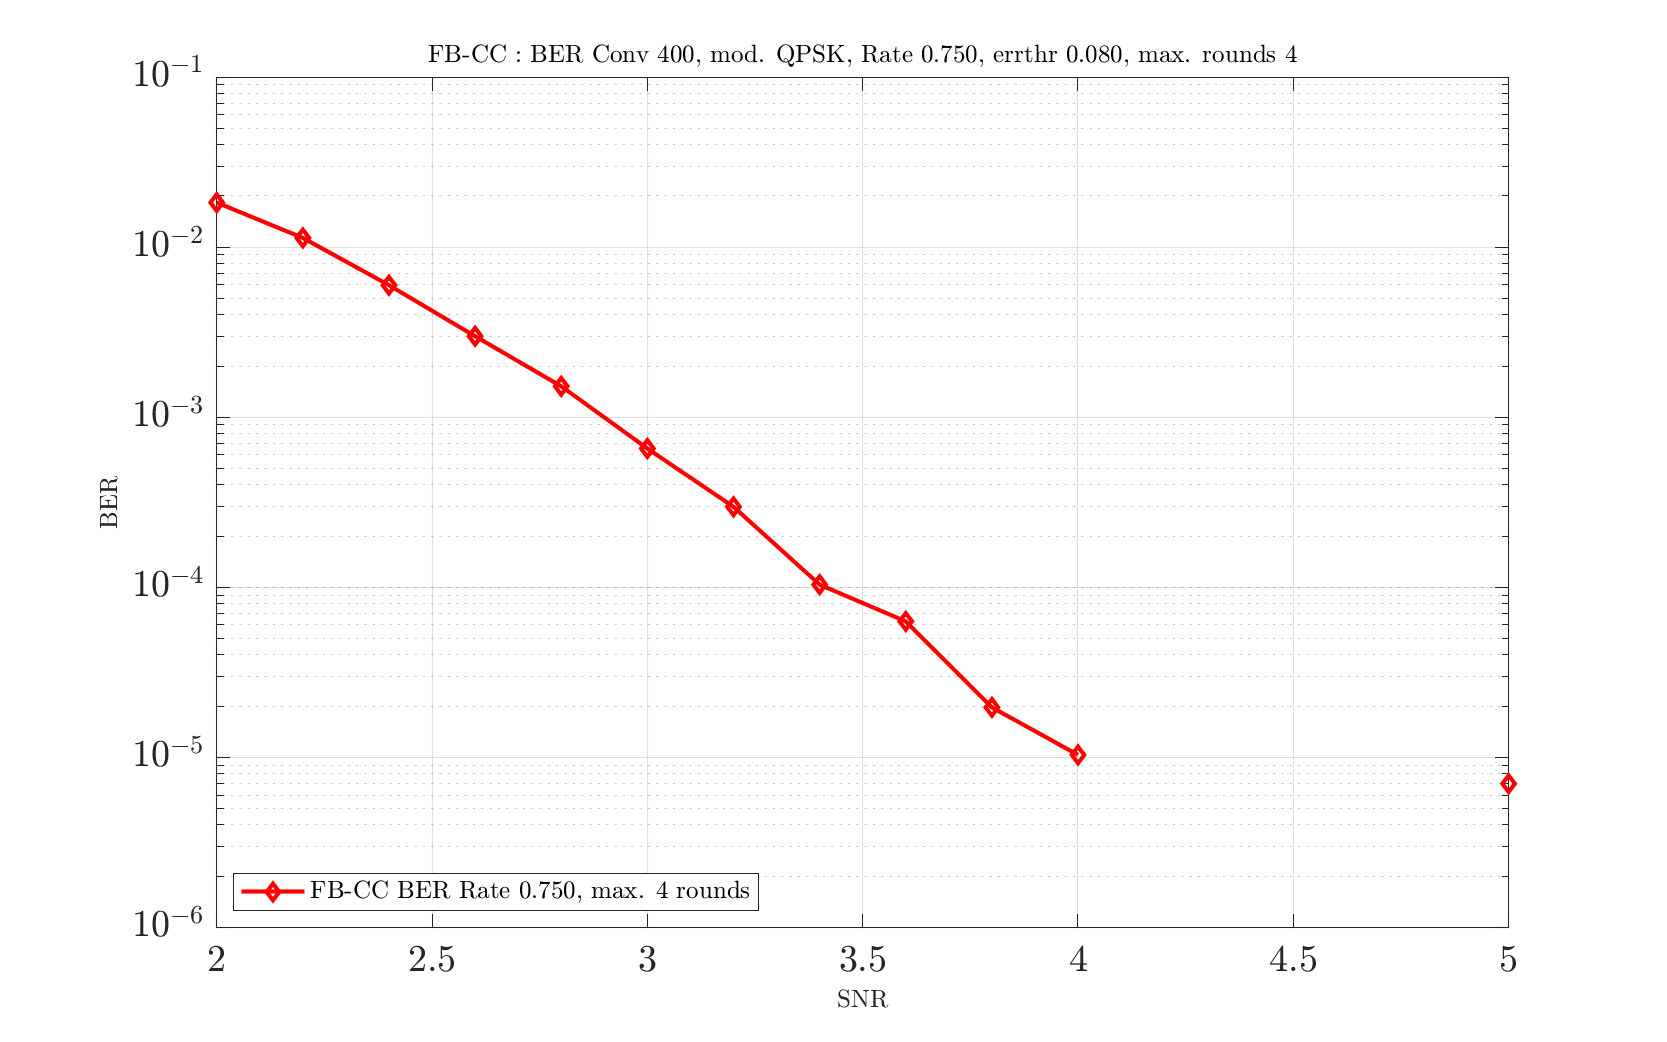 FB-CC : BER Conv 400, mod. QPSK, Rate 0.750, errthr 0.080, max. rounds 4
10^{-1}
10^{-2}
10^{-3}
10^{-4}
10^{-5}
10^{-6}
BER
FB-CC BER Rate 0.750, max. 4 rounds
2 2.5 3 3.5 4 4.5 5
SNR